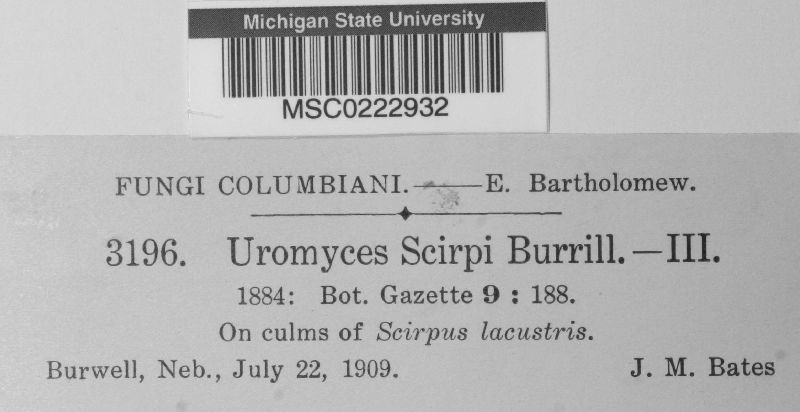 Michigan State University
MSC0222932
FUNGI COLUMBIANI.——E. Bartholomew.
3196. Uromyces Scirpi Burrill.—III.
1884: Bot. Gazette 9 : 188.
On culms of Scirpus lacustris.
Burwell, Neb., July 22, 1909. J. M. Bates